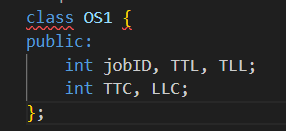 class OS1 {
public:
    int jobID, TTL, TLL;
    int TTC, LLC;
};